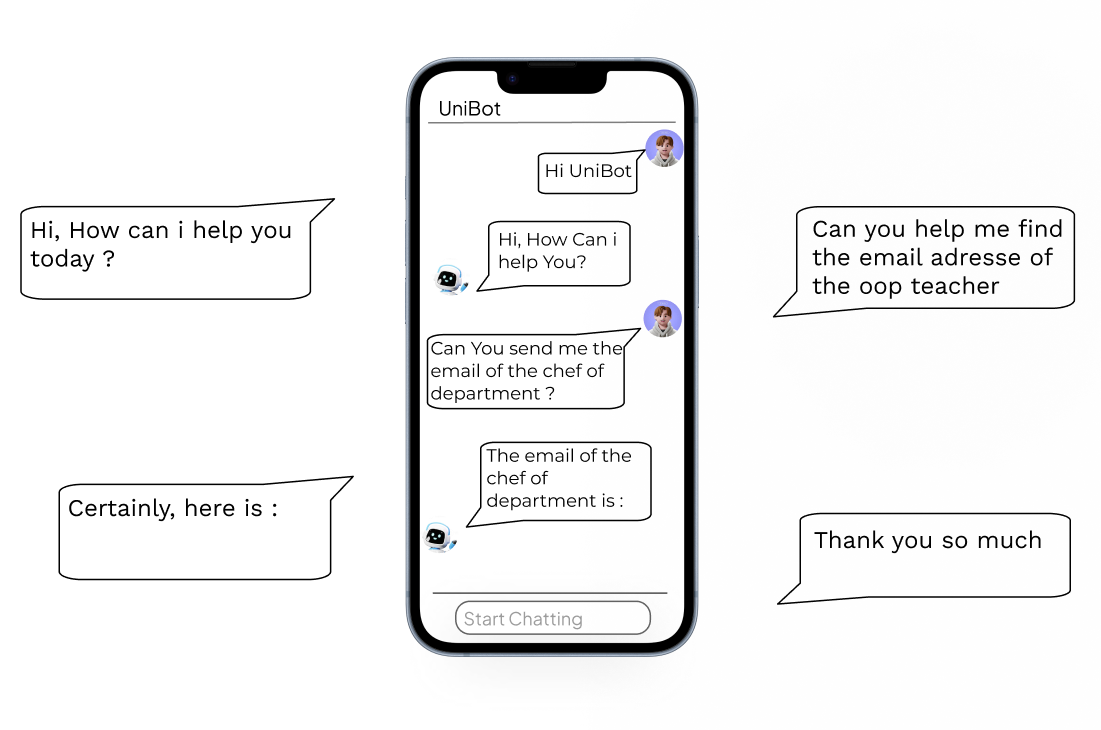 UniBot
Hi UniBot
Hi, How Can i
help You?
Can You send me the
email of the chef of
department ?
The email of the
chef of
department is :
Start Chatting
Hi, How can i help you
today ?
Can you help me find
the email adresse of
the oop teacher
Certainly, here is :
Thank you so much